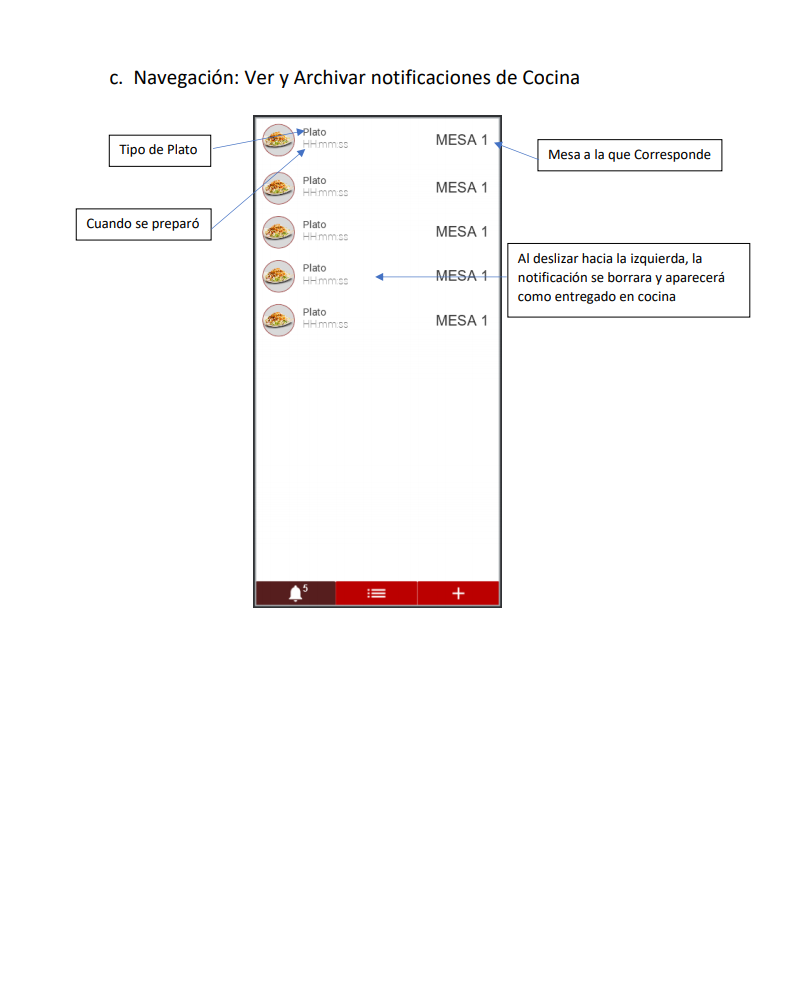 c. Navegación: Ver y Archivar notificaciones de Cocina
Tipo de Plato
Plato
HH:mm:ss
MESA 1
Mesa a la que Corresponde
Plato
HH:mm:ss
MESA 1
Cuando se preparó
Plato
HH:mm:ss
MESA 1
Plato
HH:mm:ss
MESA 1
Al deslizar hacia la izquierda, la
notificación se borrara y aparecerá
como entregado en cocina
Plato
HH:mm:ss
MESA 1
5